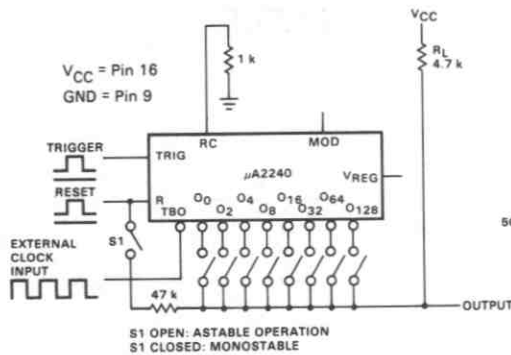 VCC
RL
4.7 k
1 k
VCC = Pin 16
GND = Pin 9
RC
MOD
TRIGGER
TRIG
µA2240
VREG
RESET
R
TBO
O0
O2
O4
O8
O16
O32
O64
O128
S1
EXTERNAL
CLOCK
INPUT
47 k
OUTPUT
S1 OPEN: ASTABLE OPERATION
S1 CLOSED: MONOSTABLE